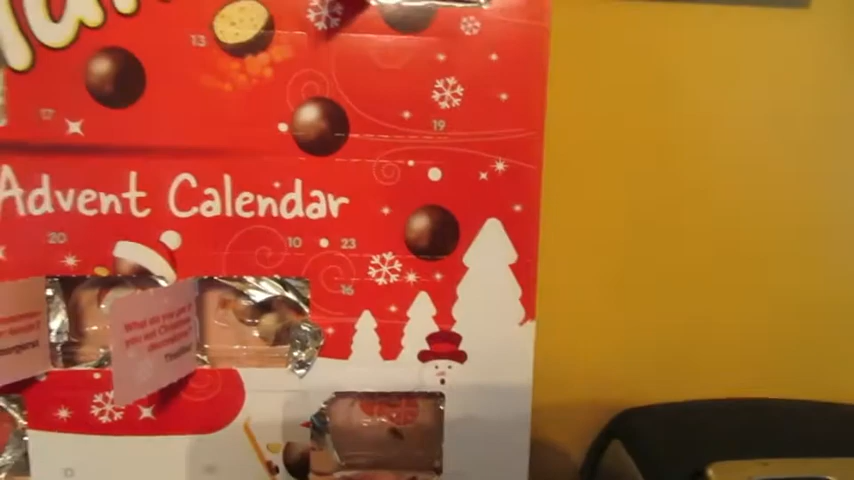 13
17
19
Advent Calendar
20
10
23
16
What do you get if
you eat Christmas
decorations?
Tinsilitis!